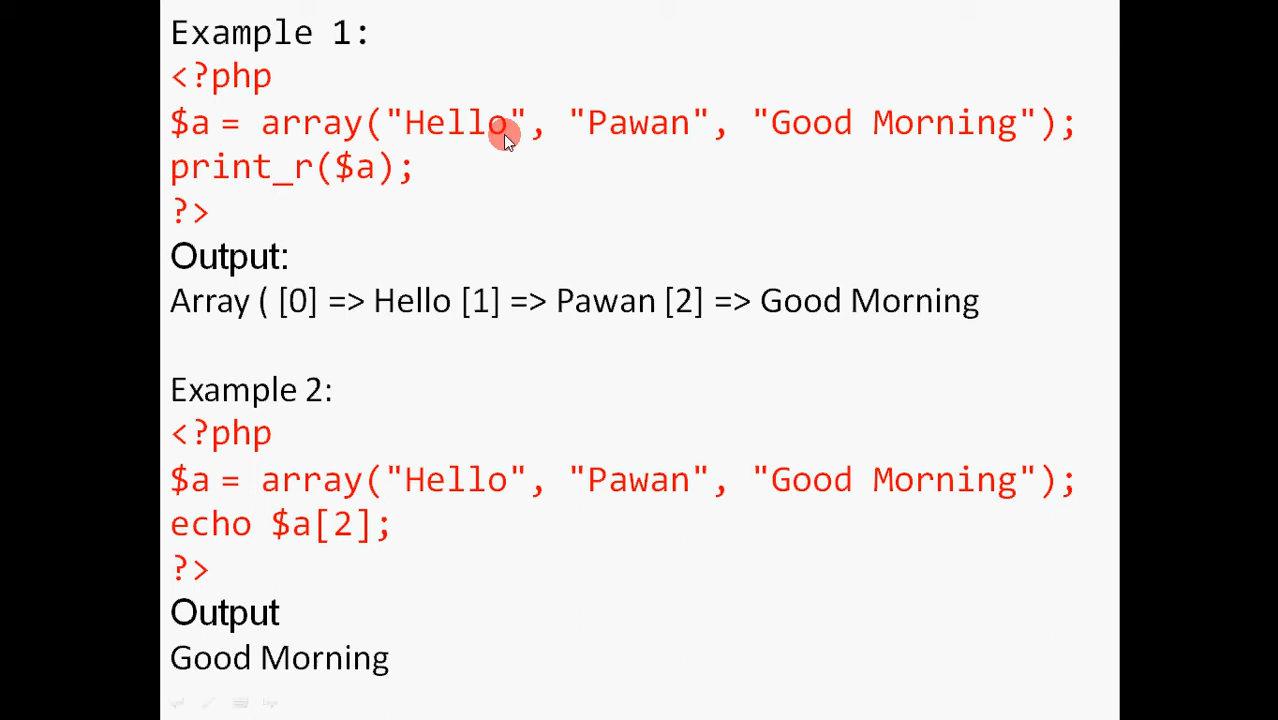 Example 1:
<?php
$a = array("Hello", "Pawan", "Good Morning");
print_r($a);
?>
Output:
Array ( [0] => Hello [1] => Pawan [2] => Good Morning
Example 2:
<?php
$a = array("Hello", "Pawan", "Good Morning");
echo $a[2];
?>
Output
Good Morning